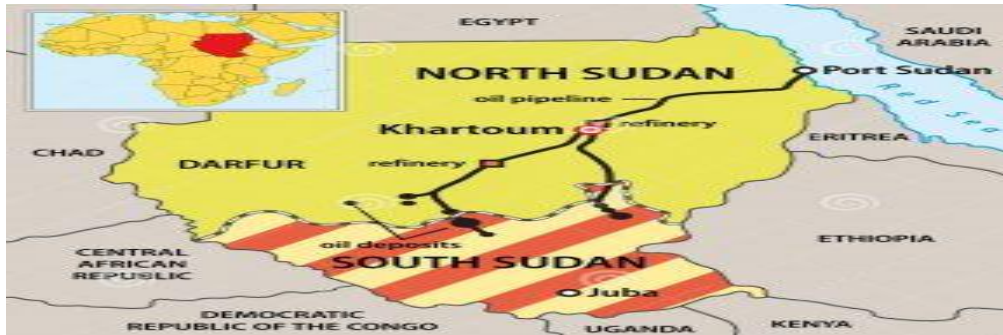 EGYPT
SAUDI
ARABIA
NORTH SUDAN
Port Sudan
oil pipeline
Red Sea
Khartoum
refinery
ERITREA
CHAD
DARFUR
refinery
oil deposits
ETHIOPIA
CENTRAL
AFRICAN
REPUBLIC
SOUTH SUDAN
Juba
DEMOCRATIC
REPUBLIC OF THE CONGO
UGANDA
KENYA